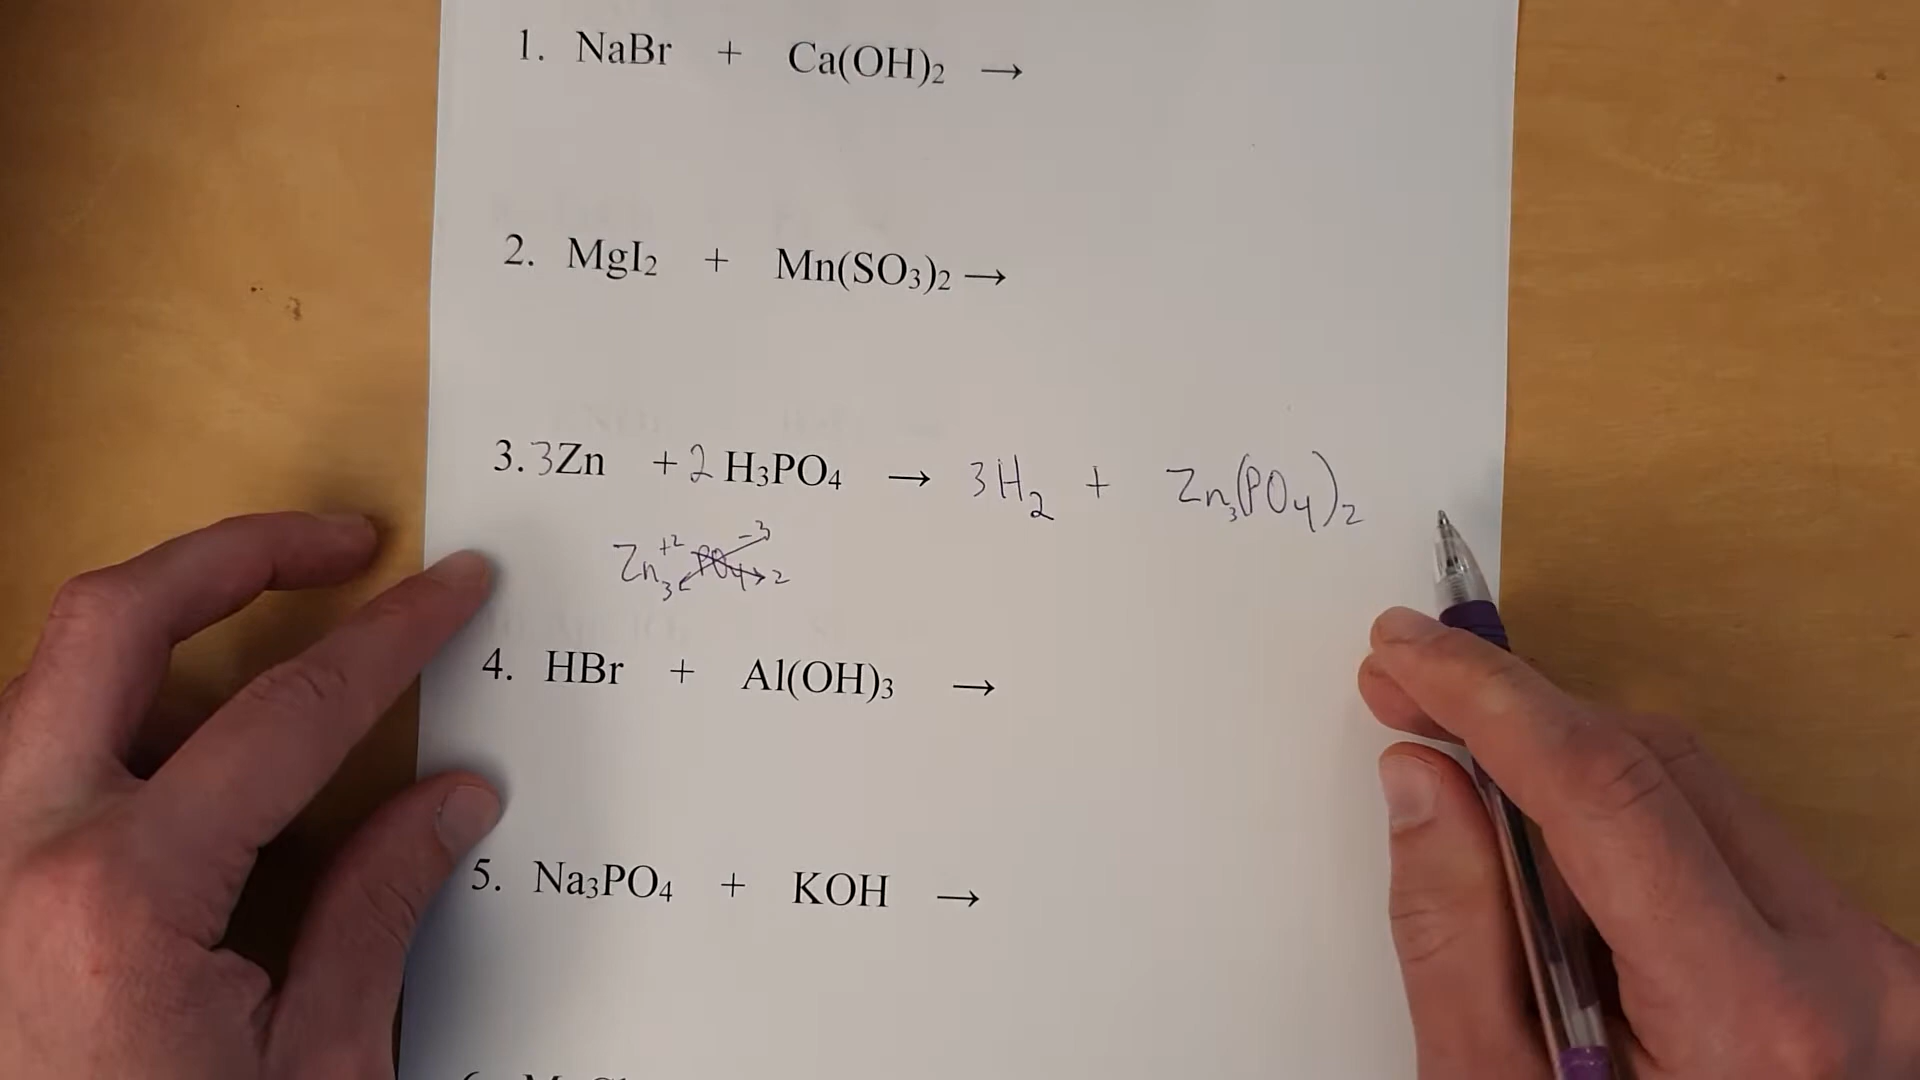 1. NaBr + Ca(OH)₂ →
2. MgI₂ + Mn(SO₃)₂ →
3. 3Zn + 2 H₃PO₄ → 3H₂ + Zn₃(PO₄)₂
Zn₃⁺² PO₄⁻³ 2
4. HBr + Al(OH)₃ →
5. Na₃PO₄ + KOH →